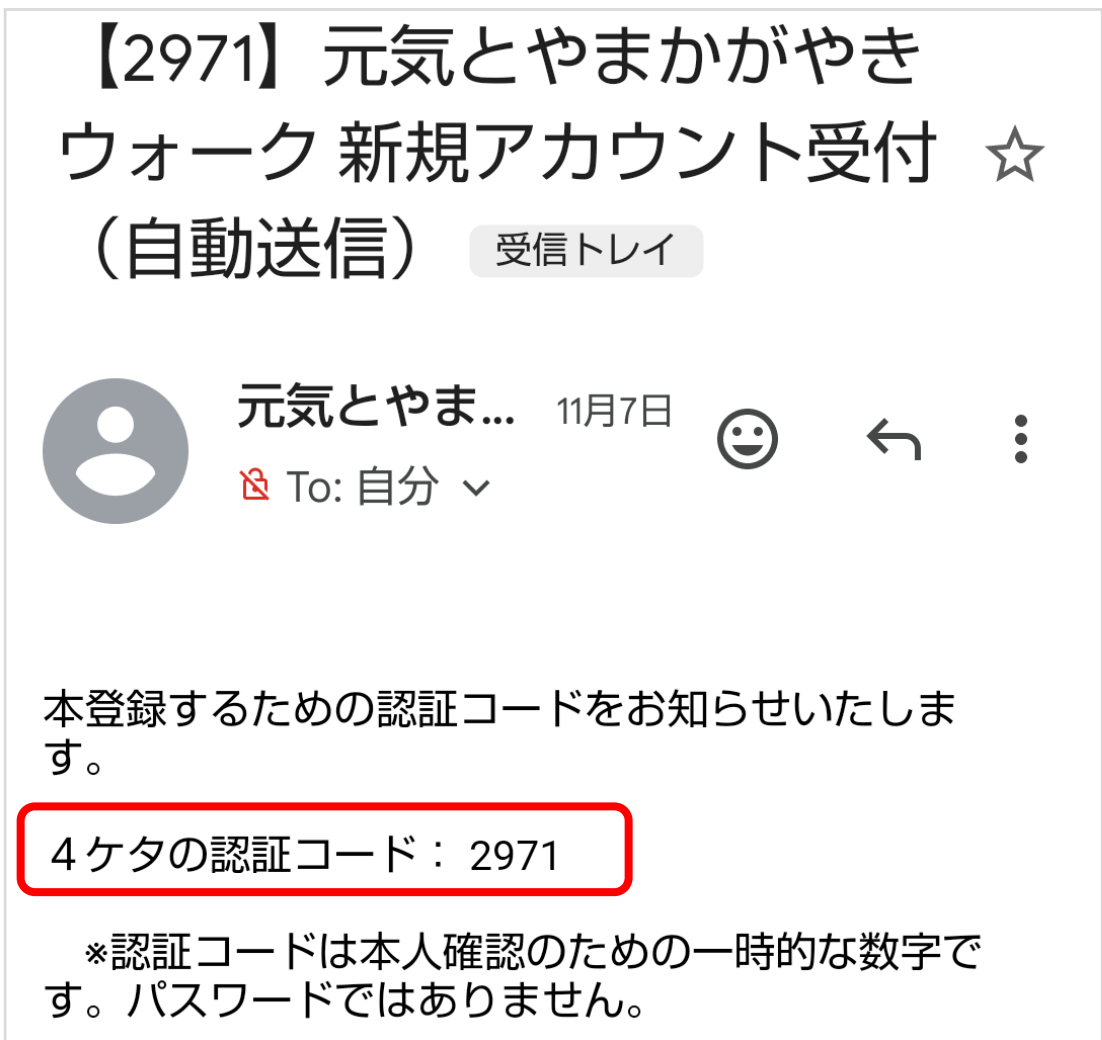 【2971】元気とやまかがやき
ウォーク 新規アカウント受付
（自動送信） 受信トレイ
元気とやま... 11月7日
To: 自分
本登録するための認証コードをお知らせいたしま
す。
４ケタの認証コード： 2971
※認証コードは本人確認のための一時的な数字で
す。パスワードではありません。